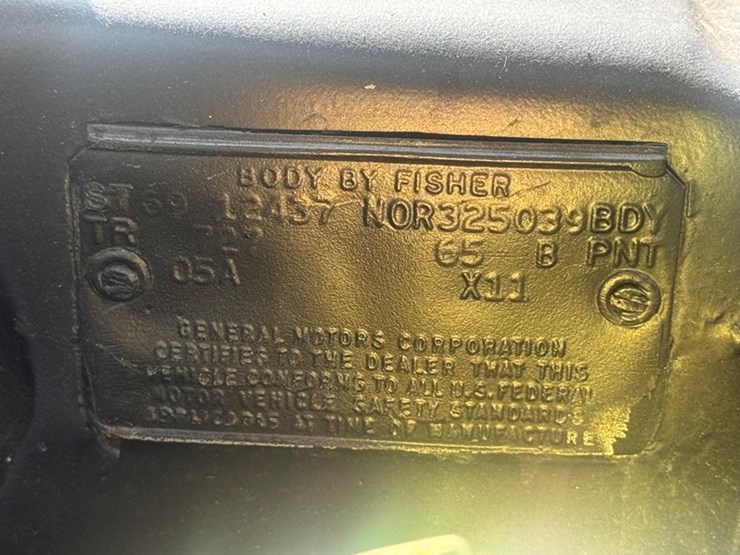 BODY BY FISHER
ST 69 12437 NOR325039BDY
TR 65 B PNT
05A X11
GENERAL MOTORS CORPORATION
CERTIFIES TO THE DEALER THAT THIS
VEHICLE CONFORMS TO ALL U.S. FEDERAL
MOTOR VEHICLE SAFETY STANDARDS
AT TIME OF MANUFACTURE